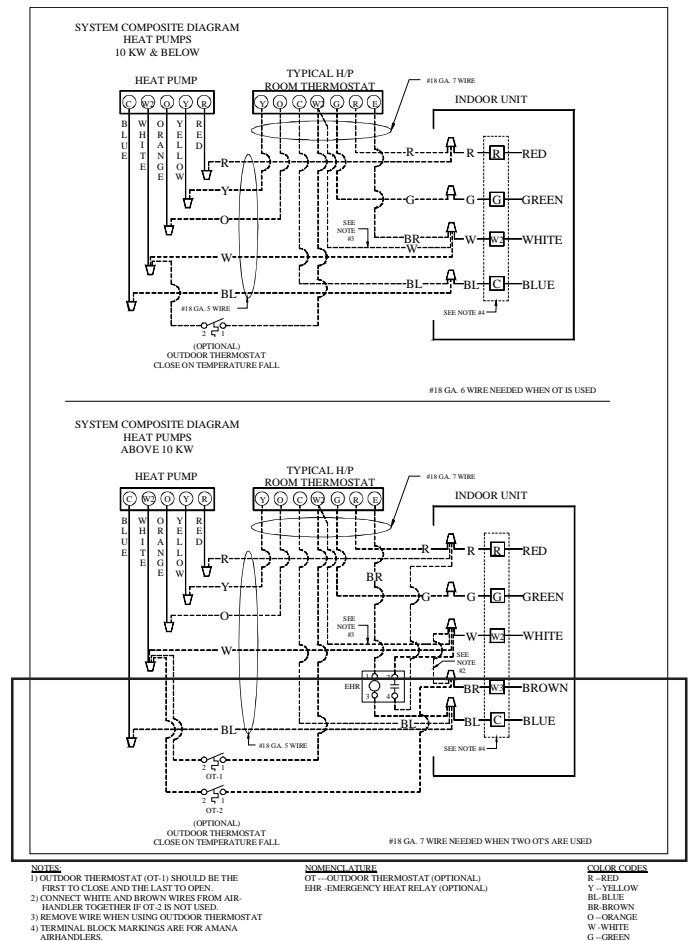 SYSTEM COMPOSITE DIAGRAM
HEAT PUMPS
10 KW & BELOW
HEAT PUMP
TYPICAL H/P
ROOM THERMOSTAT
#18 GA. 7 WIRE
INDOOR UNIT
C W2 O Y R
Y O C W2 G R E
BLUE
WHITE
ORANGE
YELLOW
RED
R
R
R
R
RED
Y
G
G
G
GREEN
O
SEE
NOTE
#3
BR
W
W
W2
WHITE
W
BL
BL
BL
C
BLUE
#18 GA. 5 WIRE
SEE NOTE #4
2 1
(OPTIONAL)
OUTDOOR THERMOSTAT
CLOSE ON TEMPERATURE FALL
#18 GA. 6 WIRE NEEDED WHEN OT IS USED
SYSTEM COMPOSITE DIAGRAM
HEAT PUMPS
ABOVE 10 KW
HEAT PUMP
TYPICAL H/P
ROOM THERMOSTAT
#18 GA. 7 WIRE
INDOOR UNIT
C W2 O Y R
Y O C W2 G R E
BLUE
WHITE
ORANGE
YELLOW
RED
R
R
R
R
RED
BR
Y
G
G
G
GREEN
O
SEE
NOTE
#3
W
W2
WHITE
W
SEE
NOTE
#2
EHR
1 2
3 4
BR
W3
BROWN
BL
BL
BL
C
BLUE
#18 GA. 5 WIRE
SEE NOTE #4
2 1
OT-1
2 1
OT-2
(OPTIONAL)
OUTDOOR THERMOSTAT
CLOSE ON TEMPERATURE FALL
#18 GA. 7 WIRE NEEDED WHEN TWO OT'S ARE USED
NOTES:
1) OUTDOOR THERMOSTAT (OT-1) SHOULD BE THE
FIRST TO CLOSE AND THE LAST TO OPEN.
2) CONNECT WHITE AND BROWN WIRES FROM AIR-
HANDLER TOGETHER IF OT-2 IS NOT USED.
3) REMOVE WIRE WHEN USING OUTDOOR THERMOSTAT
4) TERMINAL BLOCK MARKINGS ARE FOR AMANA
AIRHANDLERS.
NOMENCLATURE
OT ---OUTDOOR THERMOSTAT (OPTIONAL)
EHR -EMERGENCY HEAT RELAY (OPTIONAL)
COLOR CODES
R --RED
Y --YELLOW
BL-BLUE
BR-BROWN
O --ORANGE
W -WHITE
G --GREEN